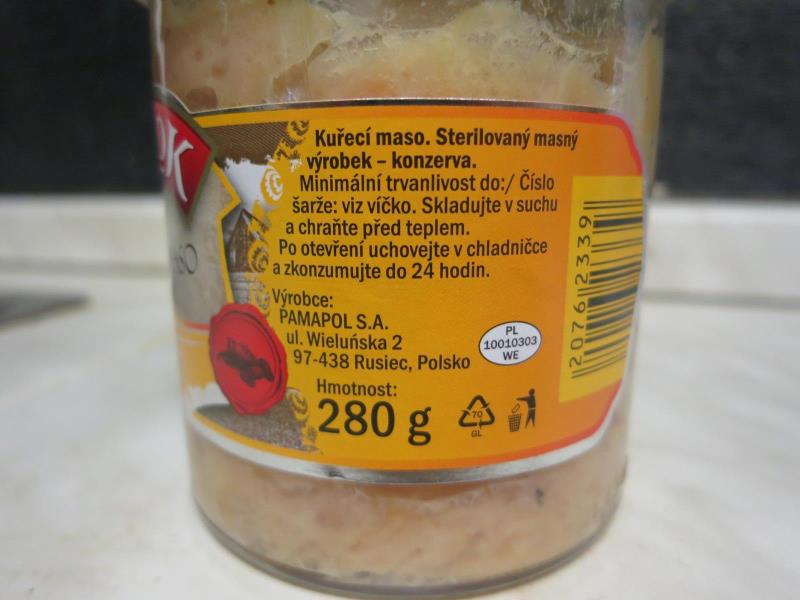 Kuřecí maso. Sterilovaný masný
výrobek – konzerva.
Minimální trvanlivost do:/ Číslo
šarže: viz víčko. Skladujte v suchu
a chraňte před teplem.
Po otevření uchovejte v chladničce
a zkonzumujte do 24 hodin.
Výrobce:
PAMAPOL S.A.
ul. Wieluńska 2
97-438 Rusiec, Polsko
PL
10010303
WE
Hmotnost:
280 g
70
GL
20762339